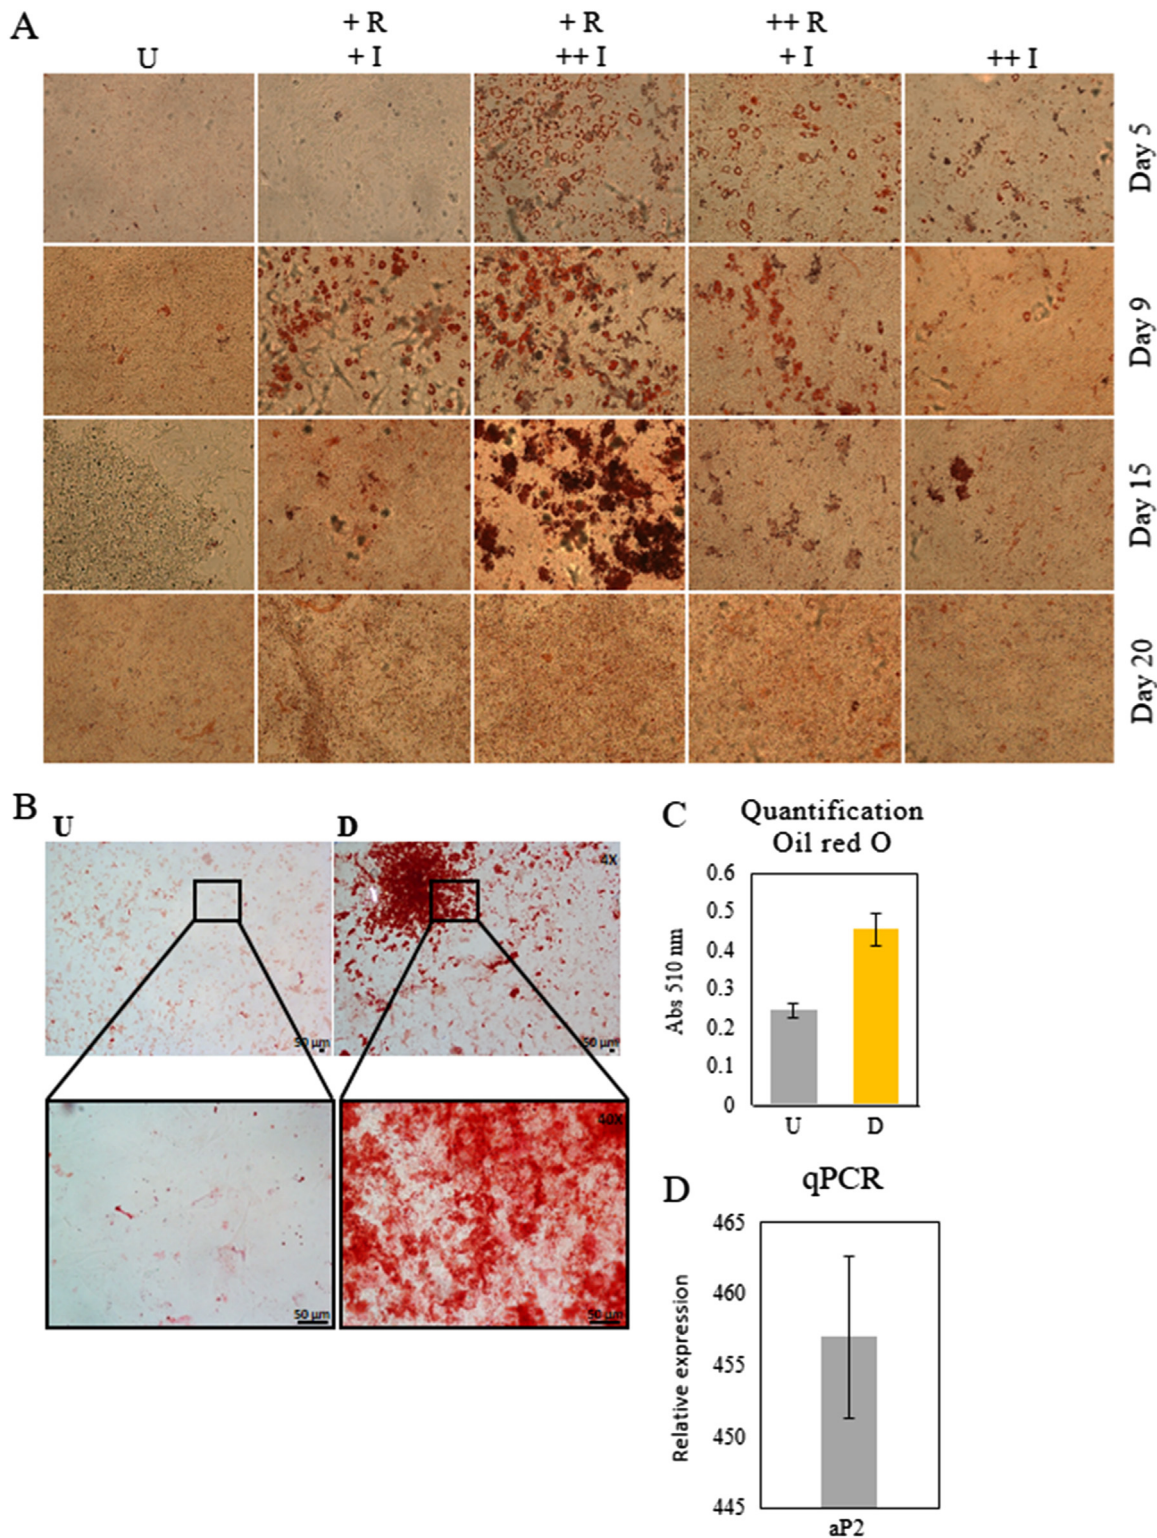 A
U
+ R
+ I
+ R
++ I
++ R
+ I
++ I
Day 5
Day 9
Day 15
Day 20
B
U
D
4X
50 µm
50 µm
40X
50 µm
50 µm
C
Quantification
Oil red O
Abs 510 nm
0.6
0.5
0.4
0.3
0.2
0.1
0
U
D
D
qPCR
Relative expression
465
460
455
450
445
aP2